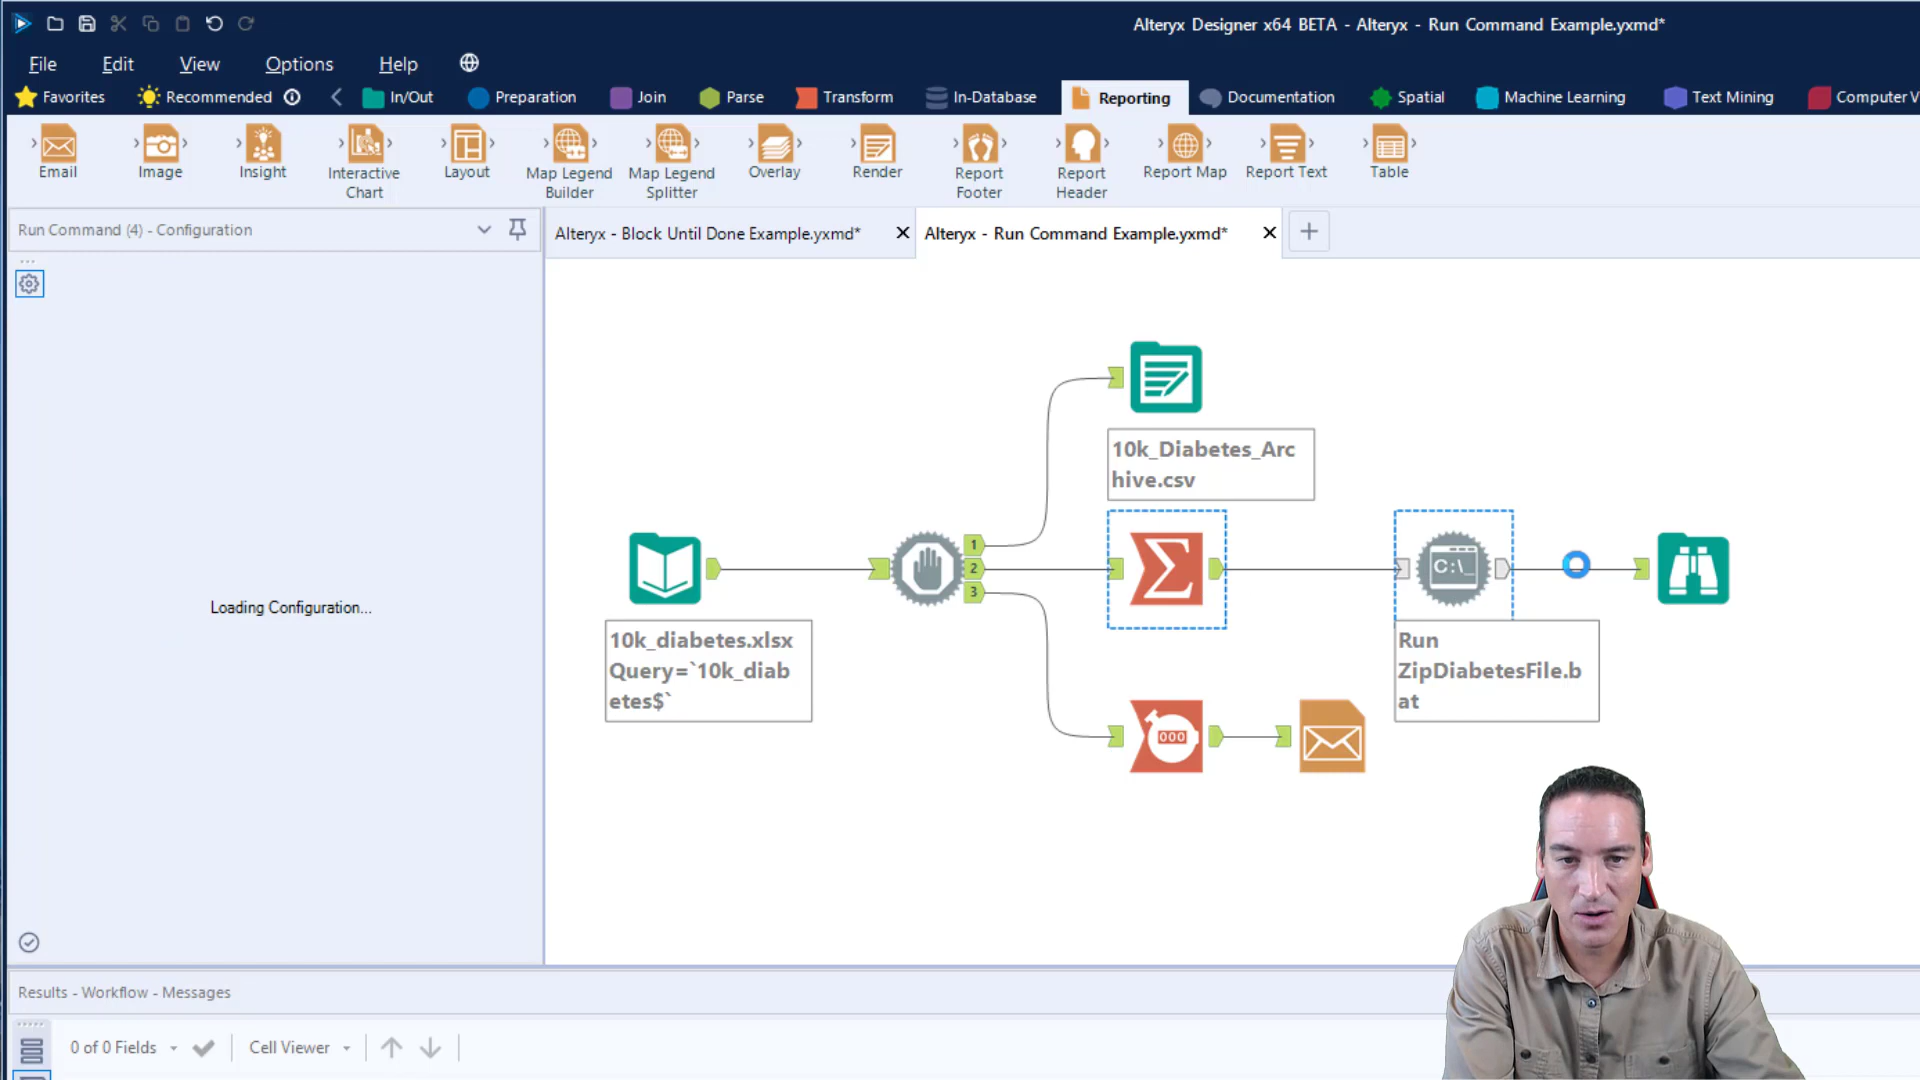 Alteryx Designer x64 BETA - Alteryx - Run Command Example.yxmd*
File Edit View Options Help
Favorites Recommended In/Out Preparation Join Parse Transform In-Database Reporting Documentation Spatial Machine Learning Text Mining Computer V
Email Image Insight Interactive Chart Layout Map Legend Builder Map Legend Splitter Overlay Render Report Footer Report Header Report Map Report Text Table
Run Command (4) - Configuration
Alteryx - Block Until Done Example.yxmd*
Alteryx - Run Command Example.yxmd*
Loading Configuration...
10k_Diabetes_Arc
hive.csv
1
2
3
C:\_
10k_diabetes.xlsx
Query=`10k_diab
etes$`
Run
ZipDiabetesFile.b
at
000
Results - Workflow - Messages
0 of 0 Fields Cell Viewer